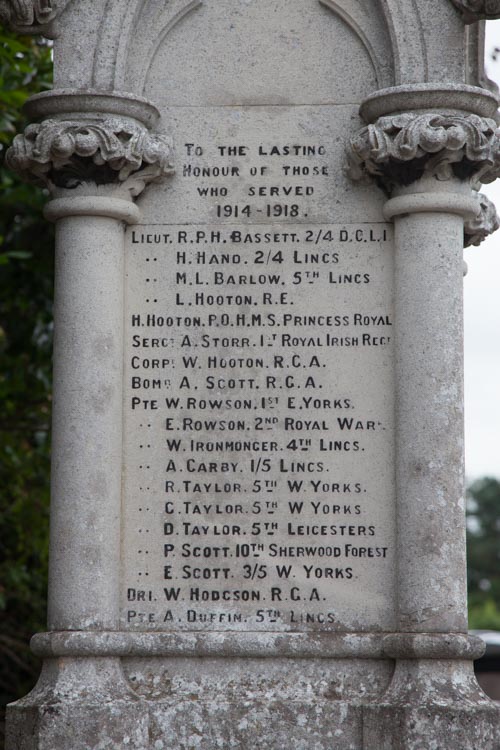 TO THE LASTING
HONOUR OF THOSE
WHO SERVED
1914-1918.
LIEUT. R.P.H. BASSETT. 2/4 D.C.L.I
·· H. HAND. 2/4 LINCS
·· M.L. BARLOW. 5TH LINCS
·· L. HOOTON. R.E.
H. HOOTON. P.O. H.M.S. PRINCESS ROYAL
SERGT A. STORR. 1ST ROYAL IRISH REGT
CORPL W. HOOTON. R.G.A.
BOMB A. SCOTT. R.G.A.
PTE W. ROWSON. 1ST E. YORKS.
·· E. ROWSON. 2ND ROYAL WARK.
·· W. IRONMONGER. 4TH LINCS.
·· A. CARBY. 1/5 LINCS.
·· R. TAYLOR. 5TH W. YORKS.
·· C. TAYLOR. 5TH W YORKS
·· D. TAYLOR. 5TH LEICESTERS
·· P. SCOTT. 10TH SHERWOOD FOREST
·· E. SCOTT. 3/5 W. YORKS.
DRI. W. HODGSON. R.G.A.
PTE A. DUFFIN. 5TH LINCS.